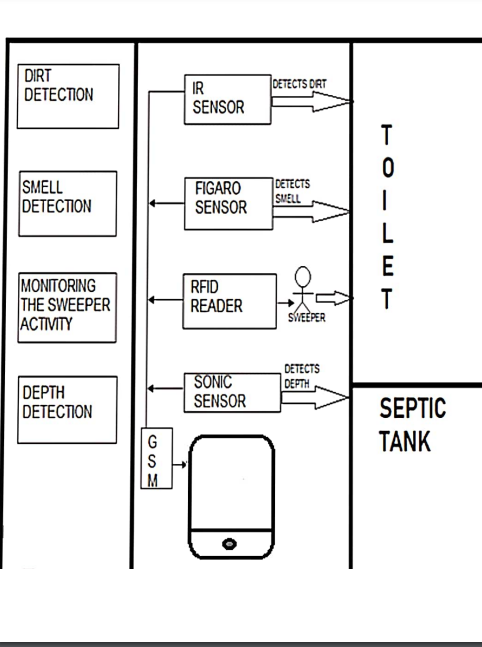 DIRT
DETECTION
SMELL
DETECTION
MONITORING
THE SWEEPER
ACTIVITY
DEPTH
DETECTION
IR
SENSOR
DETECTS DIRT
FIGARO
SENSOR
DETECTS
SMELL
RFID
READER
SWEEPER
SONIC
SENSOR
DETECTS
DEPTH
G
S
M
T
O
I
L
E
T
SEPTIC
TANK